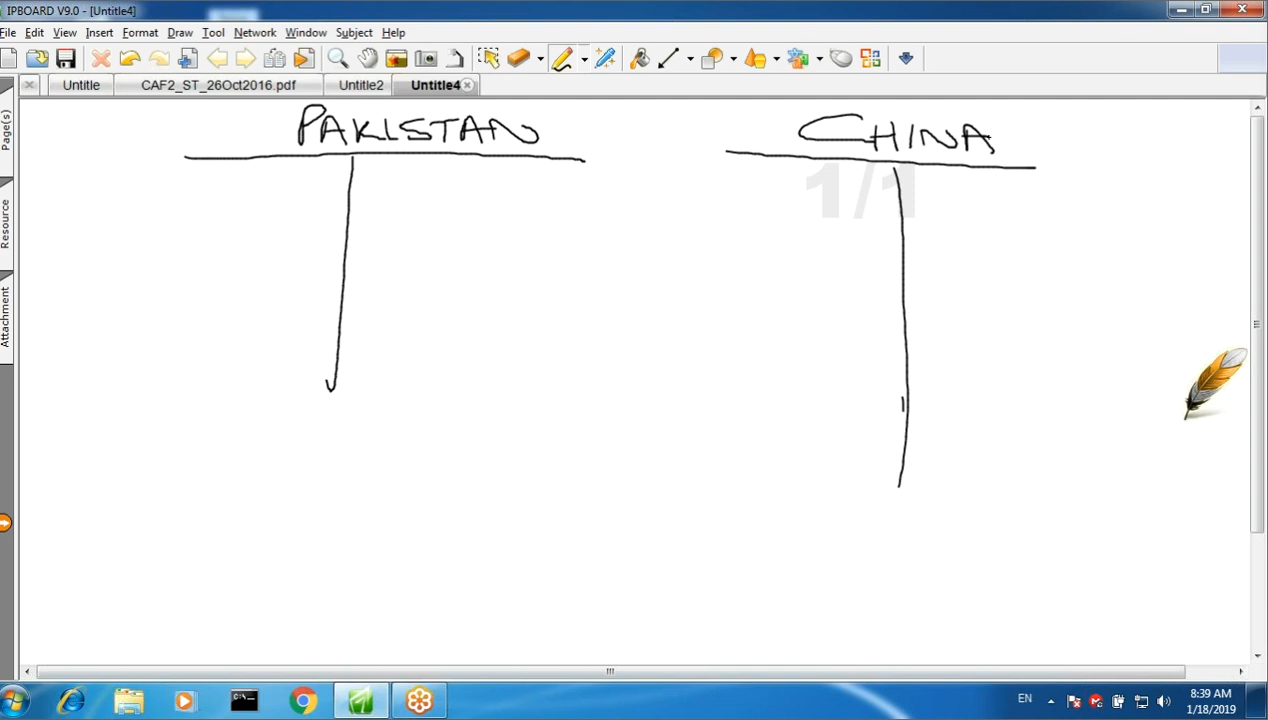 IPBOARD V9.0 - [Untitle4]
File Edit View Insert Format Draw Tool Network Window Subject Help
Untitle CAF2_ST_26Oct2016.pdf Untitle2 Untitle4
Page(s)
Resource
Attachment
PAKISTAN CHINA
1/1
EN 8:39 AM
1/18/2019